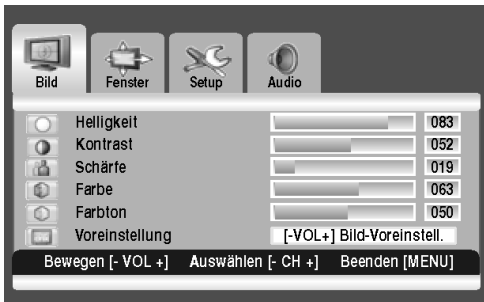 Bild Fenster Setup Audio
Helligkeit 083
Kontrast 052
Schärfe 019
Farbe 063
Farbton 050
Voreinstellung [-VOL+] Bild-Voreinstell.
Bewegen [- VOL +] Auswählen [- CH +] Beenden [MENU]